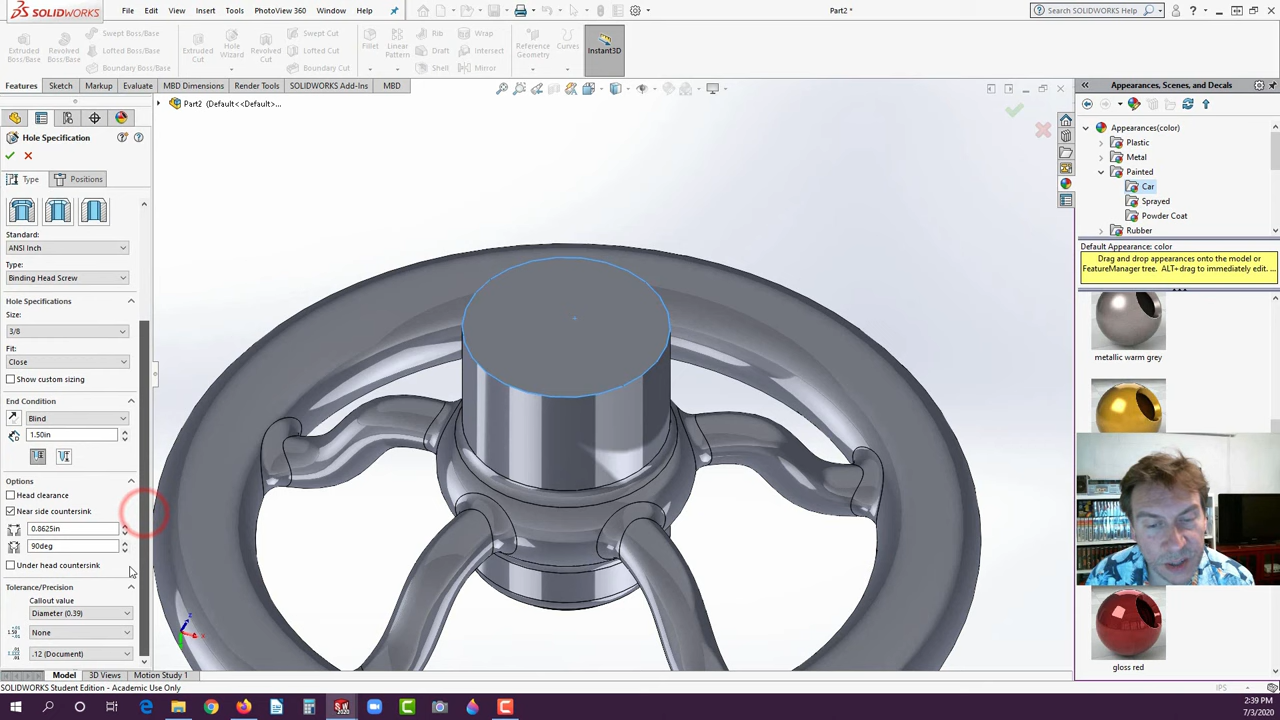 SOLIDWORKS File Edit View Insert Tools PhotoView 360 Window Help Part2 * Search SOLIDWORKS Help
Extruded Boss/Base Revolved Boss/Base Swept Boss/Base Lofted Boss/Base Boundary Boss/Base Extruded Cut Hole Wizard Revolved Cut Swept Cut Lofted Cut Boundary Cut Fillet Linear Pattern Rib Draft Shell Wrap Intersect Mirror Reference Geometry Curves Instant3D
Features Sketch Markup Evaluate MBD Dimensions Render Tools SOLIDWORKS Add-Ins MBD
Appearances, Scenes, and Decals
Part2 (Default<<Default>...
Hole Specification
Type Positions
Standard:
ANSI Inch
Type:
Binding Head Screw
Hole Specifications
Size:
3/8
Fit:
Close
Show custom sizing
End Condition
Blind
1.50in
Options
Head clearance
Near side countersink
0.8625in
90deg
Under head countersink
Tolerance/Precision
Callout value
Diameter (0.39)
None
.12 (Document)
Appearances(color)
Plastic
Metal
Painted
Car
Sprayed
Powder Coat
Rubber
Default Appearance: color
Drag and drop appearances onto the model or
FeatureManager tree. ALT+drag to immediately edit. ...
metallic warm grey
gloss red
Model 3D Views Motion Study 1
SOLIDWORKS Student Edition - Academic Use Only IPS
2:39 PM
7/3/2020